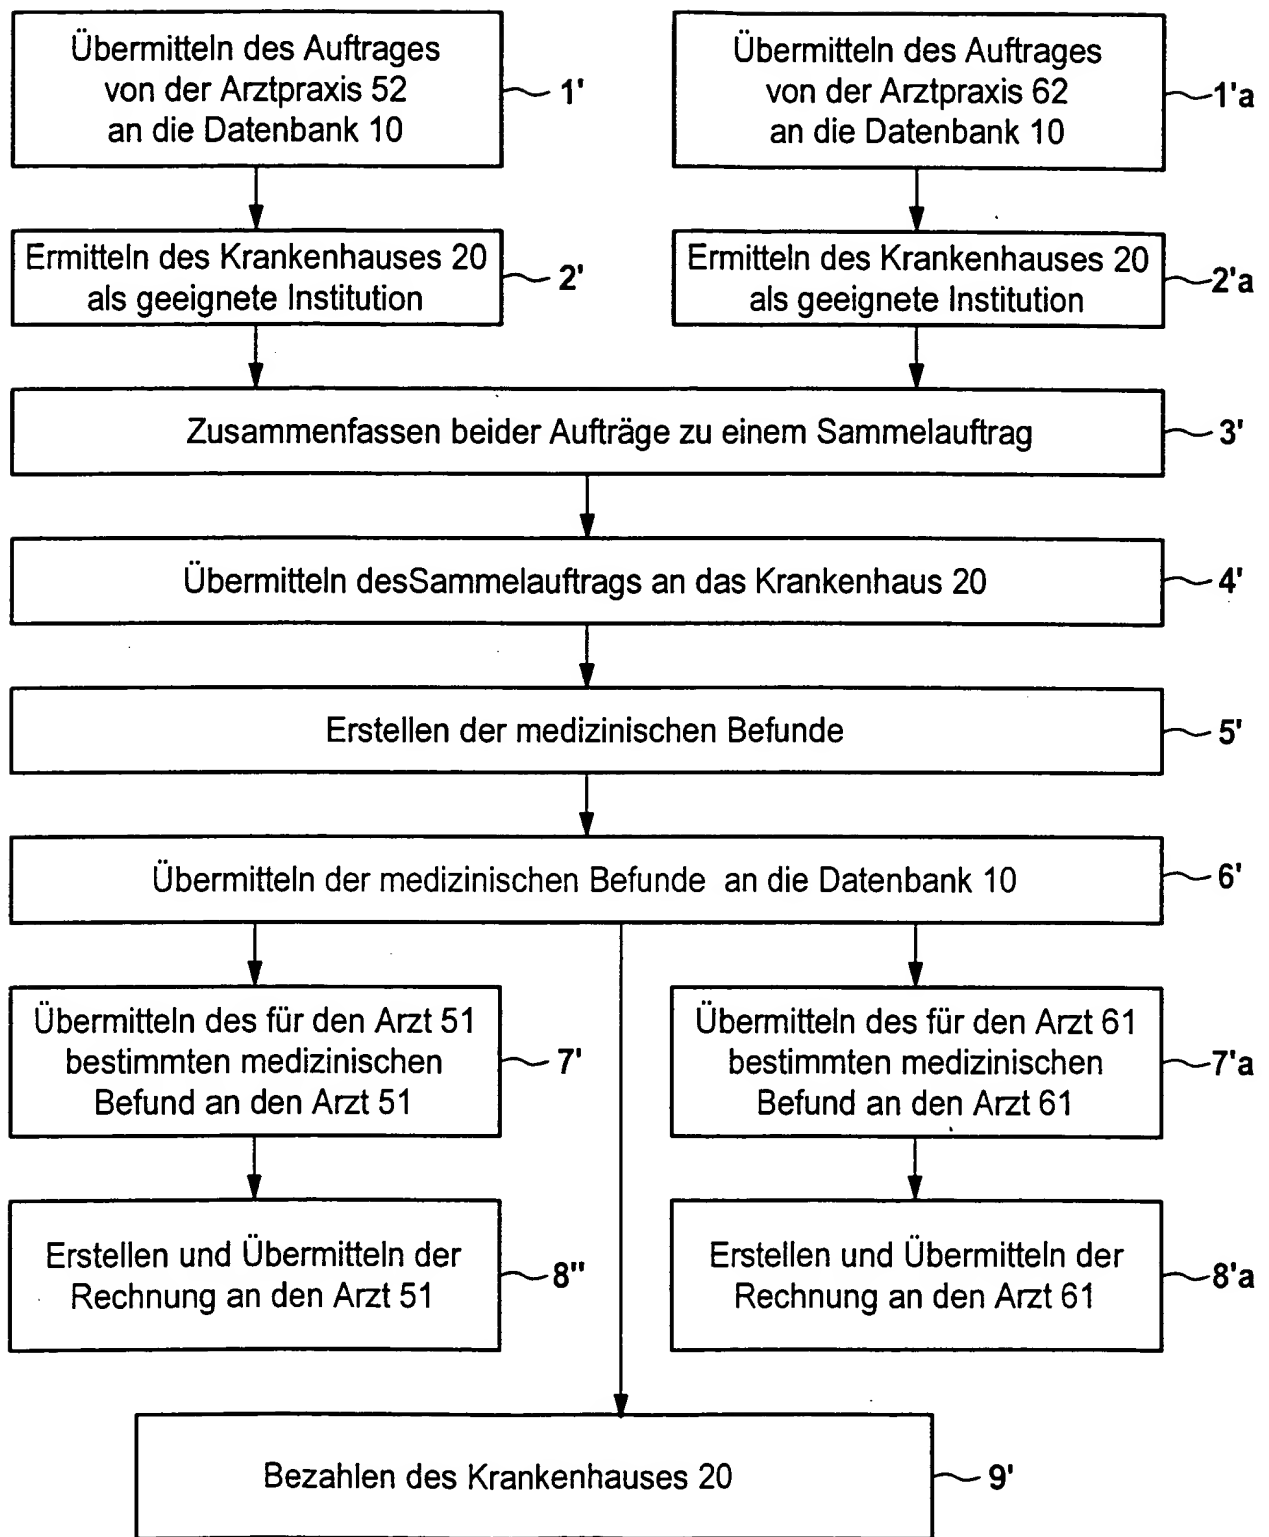 Übermitteln des Auftrages
von der Arztpraxis 52
an die Datenbank 10
1'
Übermitteln des Auftrages
von der Arztpraxis 62
an die Datenbank 10
1'a
Ermitteln des Krankenhauses 20
als geeignete Institution
2'
Ermitteln des Krankenhauses 20
als geeignete Institution
2'a
Zusammenfassen beider Aufträge zu einem Sammelauftrag
3'
Übermitteln desSammelauftrags an das Krankenhaus 20
4'
Erstellen der medizinischen Befunde
5'
Übermitteln der medizinischen Befunde an die Datenbank 10
6'
Übermitteln des für den Arzt 51
bestimmten medizinischen
Befund an den Arzt 51
7'
Übermitteln des für den Arzt 61
bestimmten medizinischen
Befund an den Arzt 61
7'a
Erstellen und Übermitteln der
Rechnung an den Arzt 51
8''
Erstellen und Übermitteln der
Rechnung an den Arzt 61
8'a
Bezahlen des Krankenhauses 20
9'